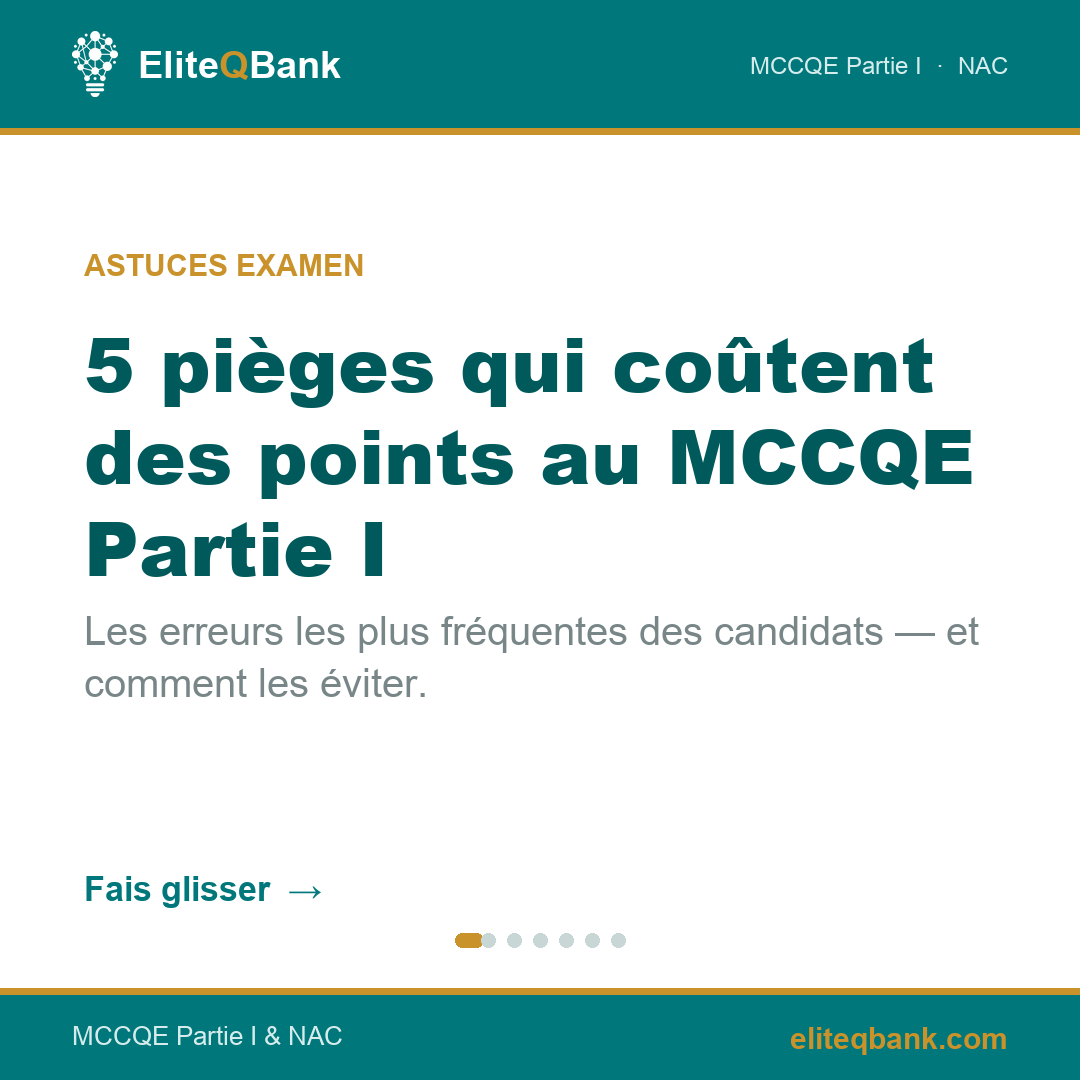 EliteQBank
MCCQE Partie I · NAC
ASTUCES EXAMEN
5 pièges qui coûtent
des points au MCCQE
Partie I
Les erreurs les plus fréquentes des candidats — et
comment les éviter.
Fais glisser →
MCCQE Partie I & NAC
eliteqbank.com